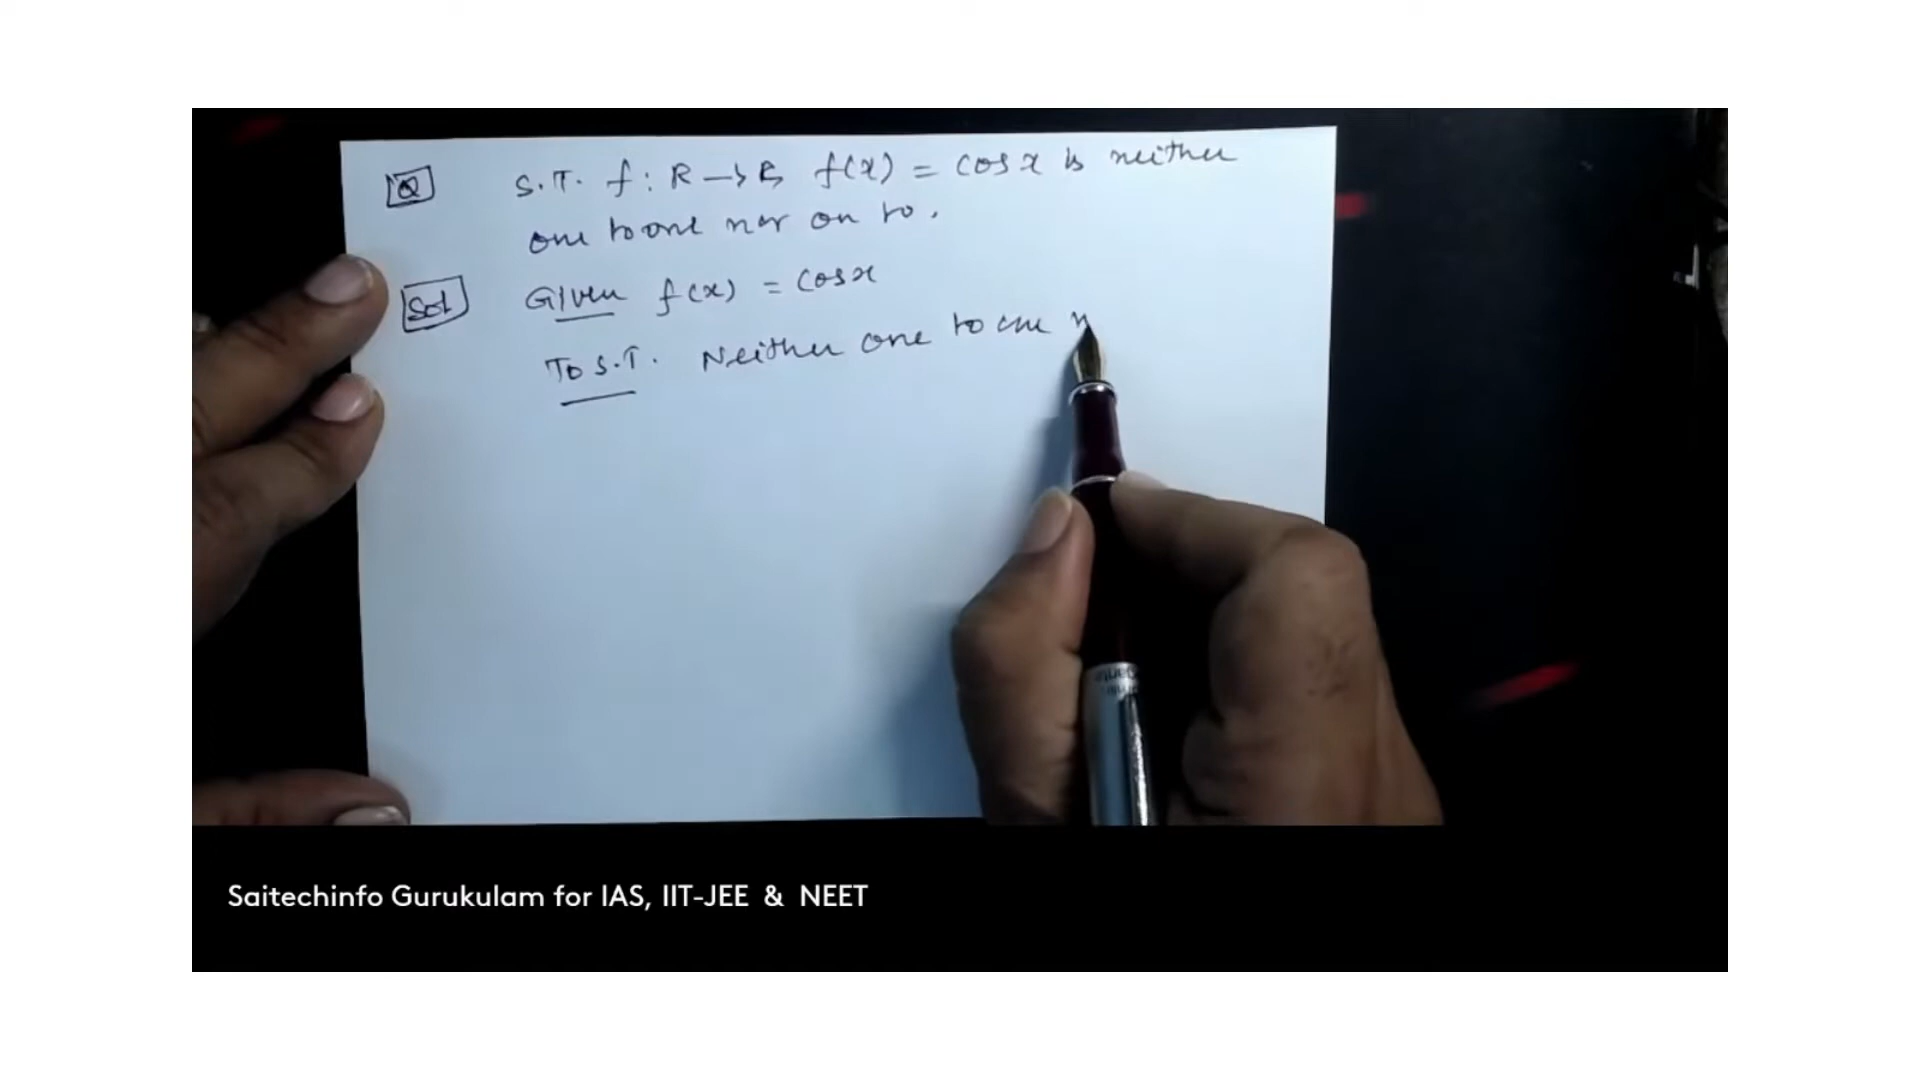 Q S.T. f : R → R, f(x) = cos x is neither
one to one nor on to.
Sol Given f(x) = cos x
To S.T. Neither one to one n
Saitechinfo Gurukulam for IAS, IIT-JEE & NEET